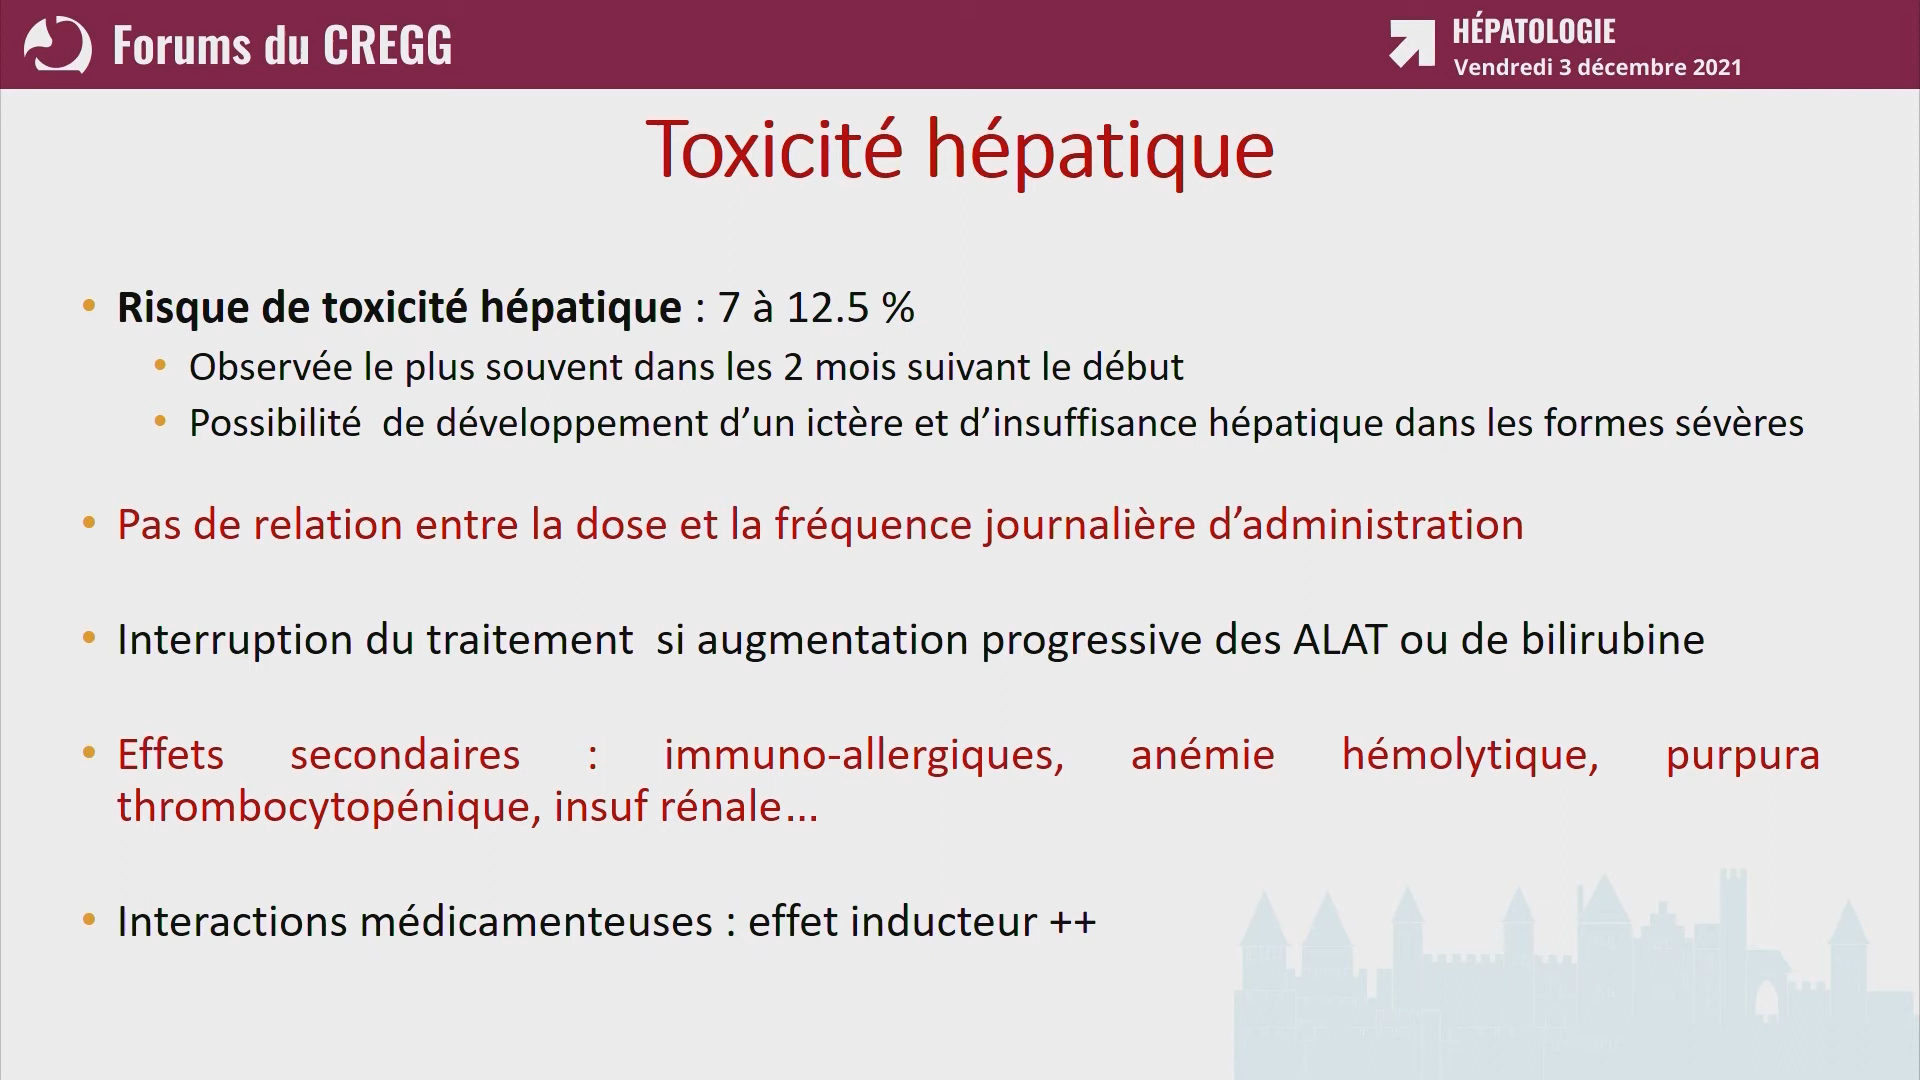 Forums du CREGG
HÉPATOLOGIE
Vendredi 3 décembre 2021
Toxicité hépatique
• Risque de toxicité hépatique : 7 à 12.5 %
• Observée le plus souvent dans les 2 mois suivant le début
• Possibilité de développement d’un ictère et d’insuffisance hépatique dans les formes sévères
• Pas de relation entre la dose et la fréquence journalière d’administration
• Interruption du traitement si augmentation progressive des ALAT ou de bilirubine
• Effets secondaires : immuno-allergiques, anémie hémolytique, purpura
thrombocytopénique, insuf rénale...
• Interactions médicamenteuses : effet inducteur ++